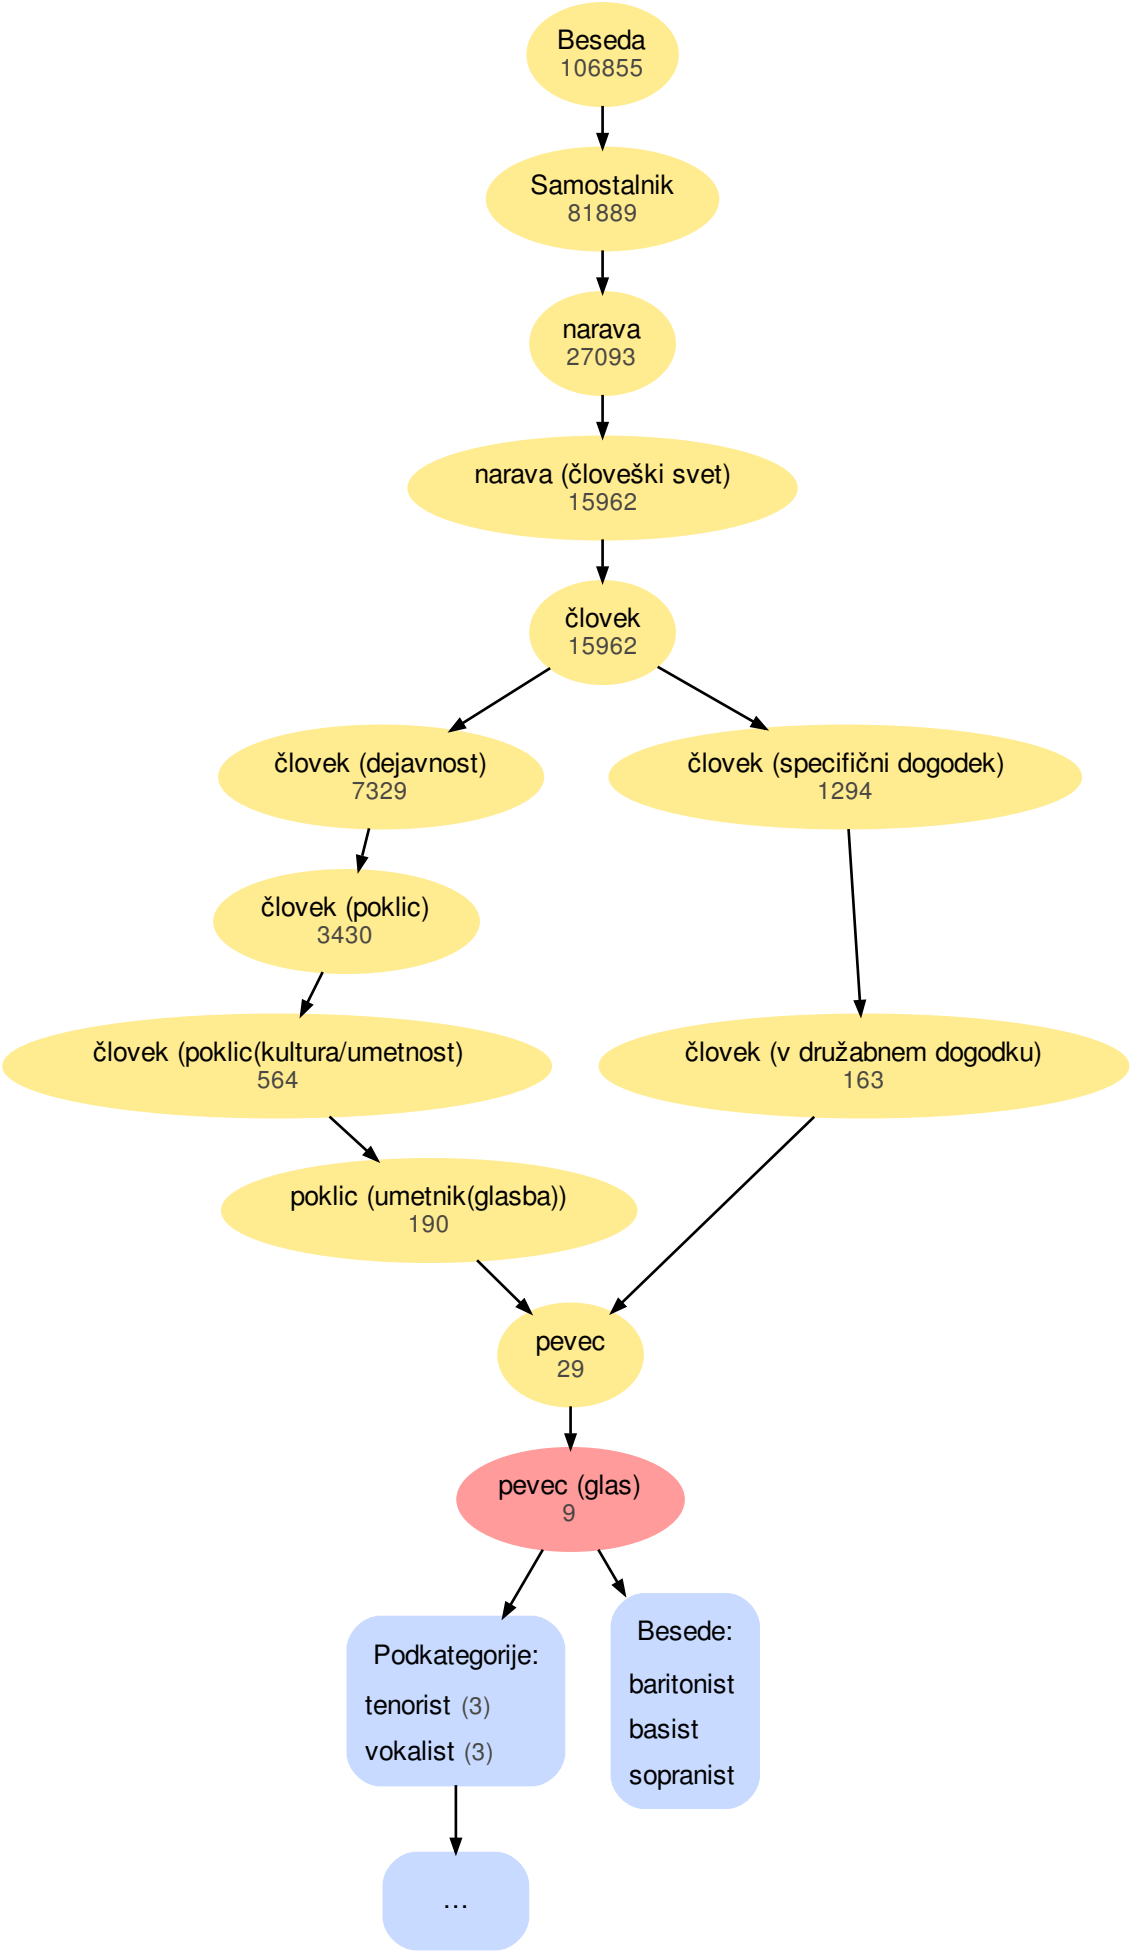 Beseda
106855
Samostalnik
81889
narava
27093
narava (človeški svet)
15962
človek
15962
človek (dejavnost)
7329
človek (specifični dogodek)
1294
človek (poklic)
3430
človek (poklic(kultura/umetnost)
564
človek (v družabnem dogodku)
163
poklic (umetnik(glasba))
190
pevec
29
pevec (glas)
9
Podkategorije:
tenorist (3)
vokalist (3)
Besede:
baritonist
basist
sopranist
...